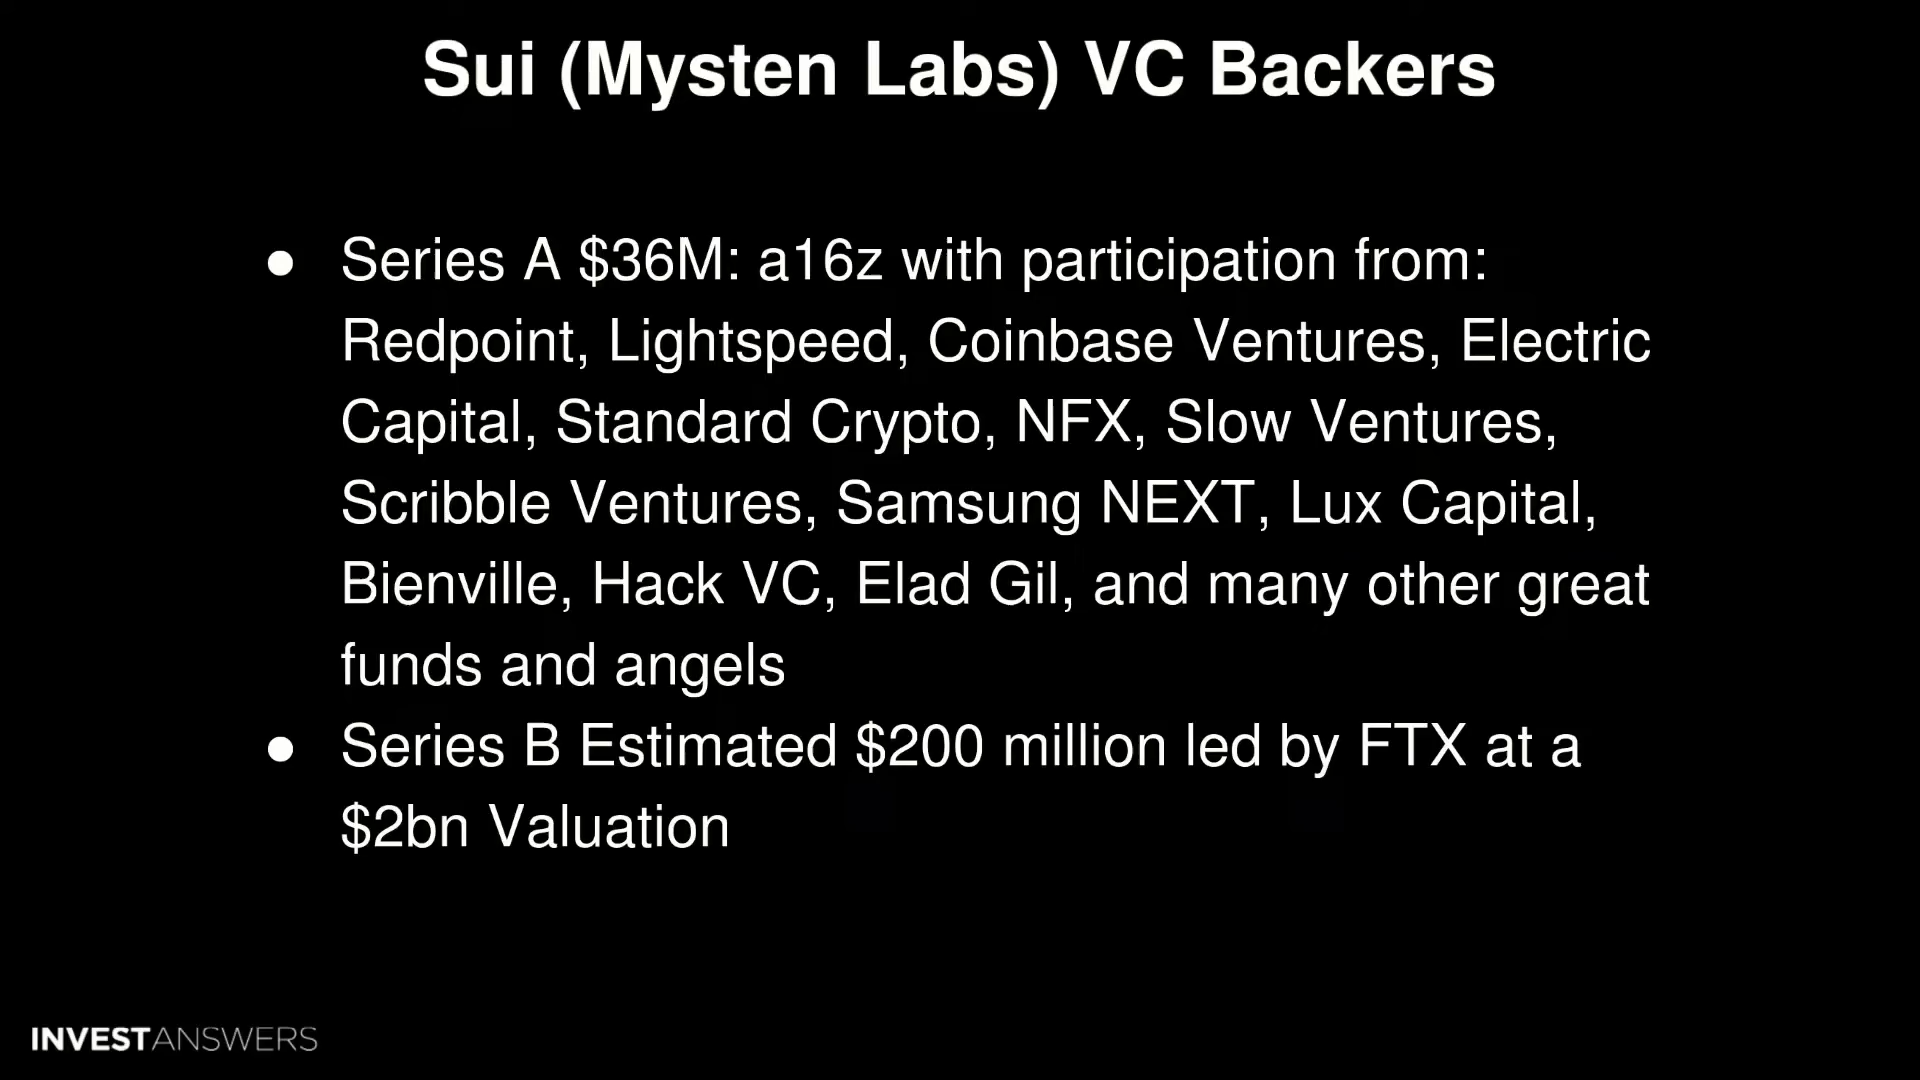 Sui (Mysten Labs) VC Backers
● Series A $36M: a16z with participation from:
Redpoint, Lightspeed, Coinbase Ventures, Electric
Capital, Standard Crypto, NFX, Slow Ventures,
Scribble Ventures, Samsung NEXT, Lux Capital,
Bienville, Hack VC, Elad Gil, and many other great
funds and angels
● Series B Estimated $200 million led by FTX at a
$2bn Valuation
INVESTANSWERS